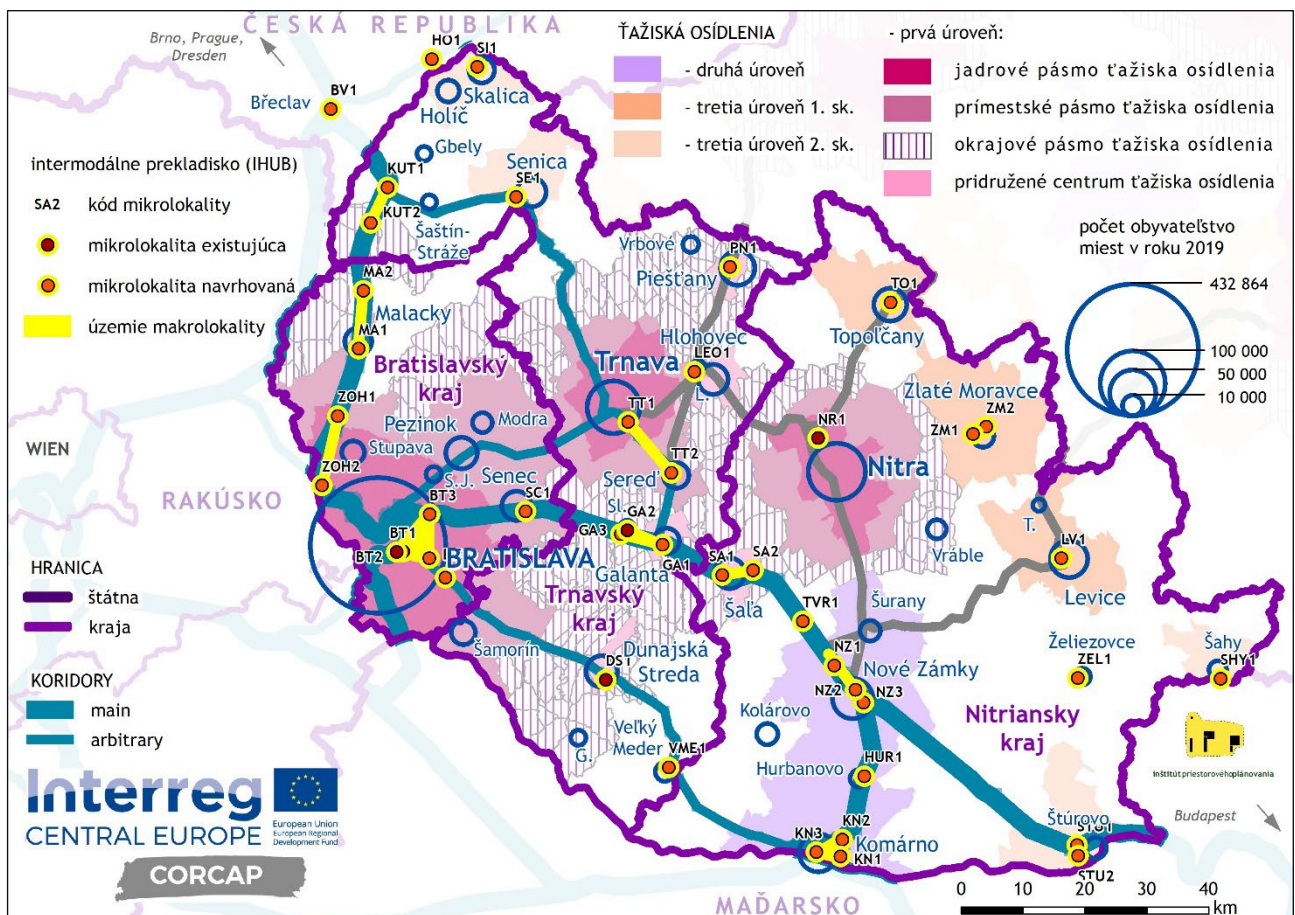 ČESKÁ REPUBLIKA
Brno, Prague,
Dresden
HO1
SI1
Skalica
BV1
Břeclav
Holíč
ŤAŽISKÁ OSÍDLENIA
- druhá úroveň
- tretia úroveň 1. sk.
- tretia úroveň 2. sk.
- prvá úroveň:
jadrové pásmo ťažiska osídlenia
prímestské pásmo ťažiska osídlenia
okrajové pásmo ťažiska osídlenia
pridružené centrum ťažiska osídlenia
intermodálne prekladisko (IHUB)
SA2 kód mikrolokality
mikrolokalita existujúca
mikrolokalita navrhovaná
územie makrolokality
počet obyvateľstvo
miest v roku 2019
432 864
100 000
50 000
10 000
Gbely
KUT1
Senica
SE1
KUT2
Šaštín-
Stráže
Vrbové
PN1
Piešťany
MA2
Malacky
MA1
TO1
Topoľčany
Bratislavský
kraj
Trnava
Hlohovec
LEO1
L.
Zlaté Moravce
ZM2
ZM1
ZOH1
Pezinok
Modra
TT1
NR1
Nitra
WIEN
Stupava
ZOH2
S.J.
Senec
TT2
Sereď
RAKÚSKO
BT3
SC1
Sl.
GA2
GA3
T.
Vráble
BT1
BT2
BRATISLAVA
GA1
Galanta
SA1
SA2
LV1
Levice
HRANICA
štátna
kraja
Trnavský
kraj
Šaľa
TVR1
Šurany
Šamorín
Dunajská
Streda
DS1
Želiezovce
ZEL1
Šahy
SHY1
NZ1
Nové Zámky
NZ2
NZ3
KORIDORY
main
arbitrary
Kolárovo
Nitriansky
kraj
Veľký
Meder
G.
VME1
HUR1
Hurbanovo
inštitút priestorového plánovania
Interreg
CENTRAL EUROPE
European Union
European Regional
Development Fund
CORCAP
KN2
KN3
Komárno
KN1
Štúrovo
STU1
STU2
Budapest
MAĎARSKO
0 10 20 30 40
km